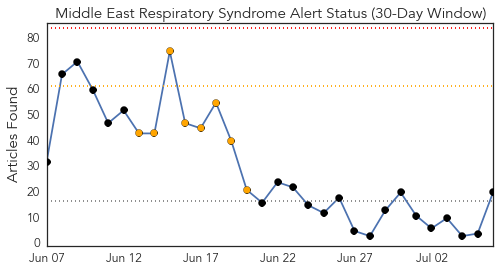 Middle East Respiratory Syndrome Alert Status (30-Day Window)
Articles Found
80
70
60
50
40
30
20
10
0
Jun 07
Jun 12
Jun 17
Jun 22
Jun 27
Jul 02